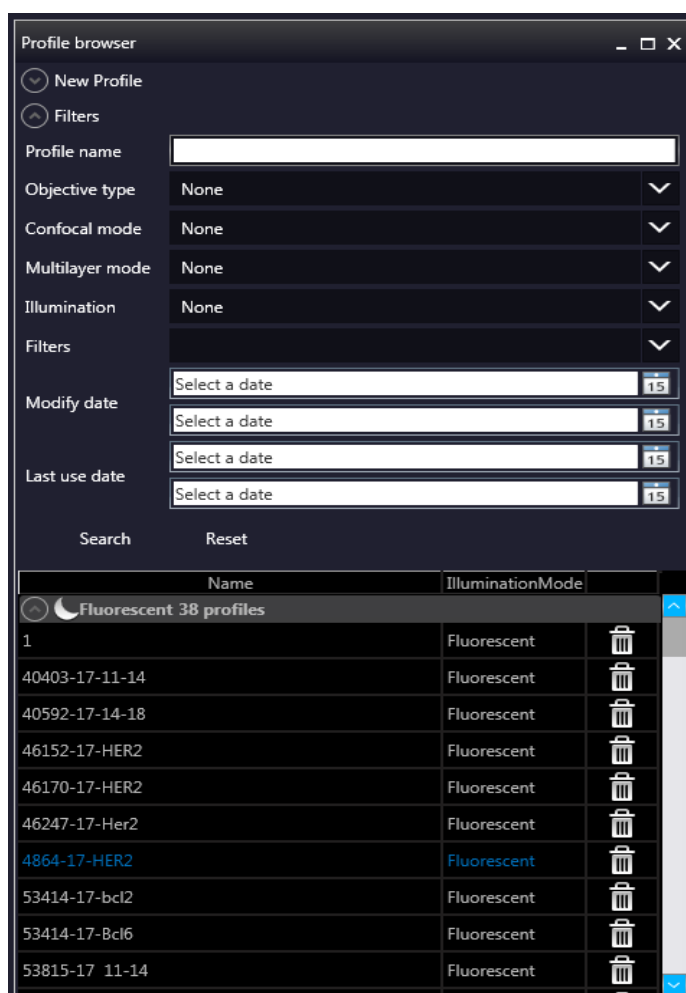 Profile browser
New Profile
Filters
Profile name
Objective type None
Confocal mode None
Multilayer mode None
Illumination None
Filters
Modify date
Select a date 15
Select a date 15
Last use date
Select a date 15
Select a date 15
Search Reset
Name IlluminationMode
Fluorescent 38 profiles
1 Fluorescent
40403-17-11-14 Fluorescent
40592-17-14-18 Fluorescent
46152-17-HER2 Fluorescent
46170-17-HER2 Fluorescent
46247-17-Her2 Fluorescent
4864-17-HER2 Fluorescent
53414-17-bcl2 Fluorescent
53414-17-Bcl6 Fluorescent
53815-17 11-14 Fluorescent